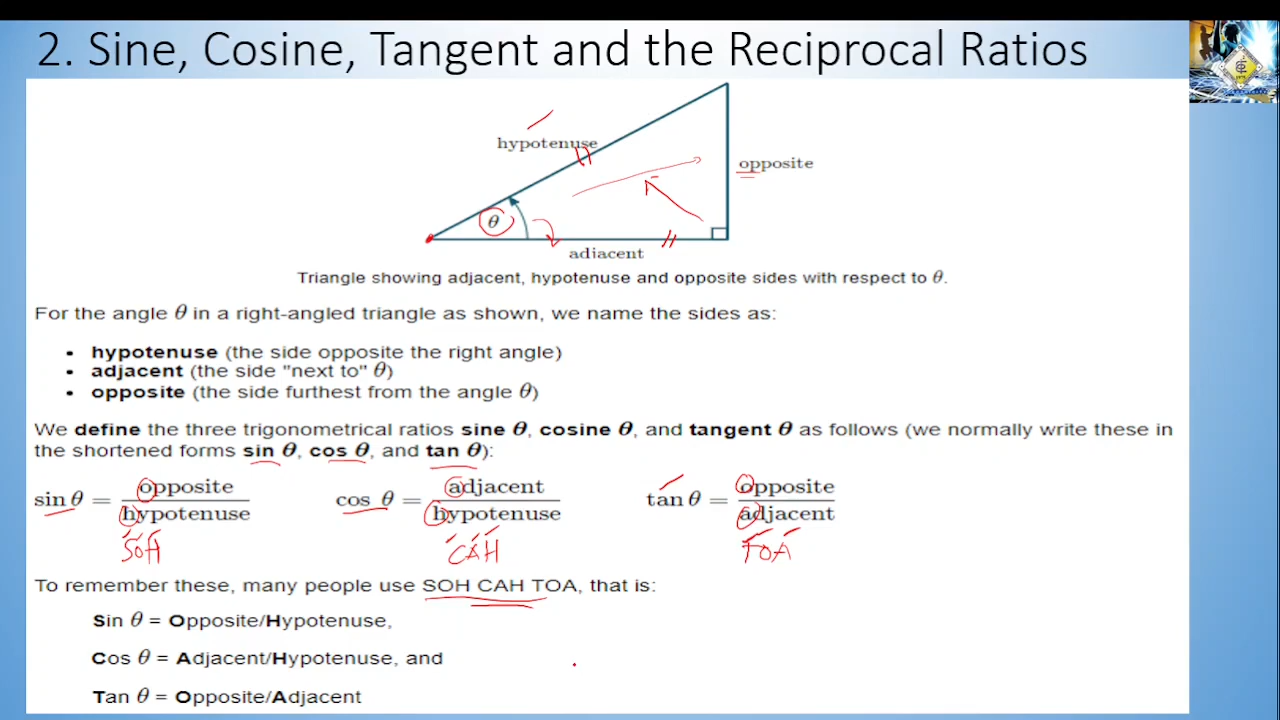 2. Sine, Cosine, Tangent and the Reciprocal Ratios
hypotenuse
opposite
θ
adjacent
Triangle showing adjacent, hypotenuse and opposite sides with respect to θ.
For the angle θ in a right-angled triangle as shown, we name the sides as:
• hypotenuse (the side opposite the right angle)
• adjacent (the side "next to" θ)
• opposite (the side furthest from the angle θ)
We define the three trigonometrical ratios sine θ, cosine θ, and tangent θ as follows (we normally write these in
the shortened forms sin θ, cos θ, and tan θ):
sin θ = opposite/hypotenuse cos θ = adjacent/hypotenuse tan θ = opposite/adjacent
SOH CAH TOA
To remember these, many people use SOH CAH TOA, that is:
Sin θ = Opposite/Hypotenuse,
Cos θ = Adjacent/Hypotenuse, and
Tan θ = Opposite/Adjacent